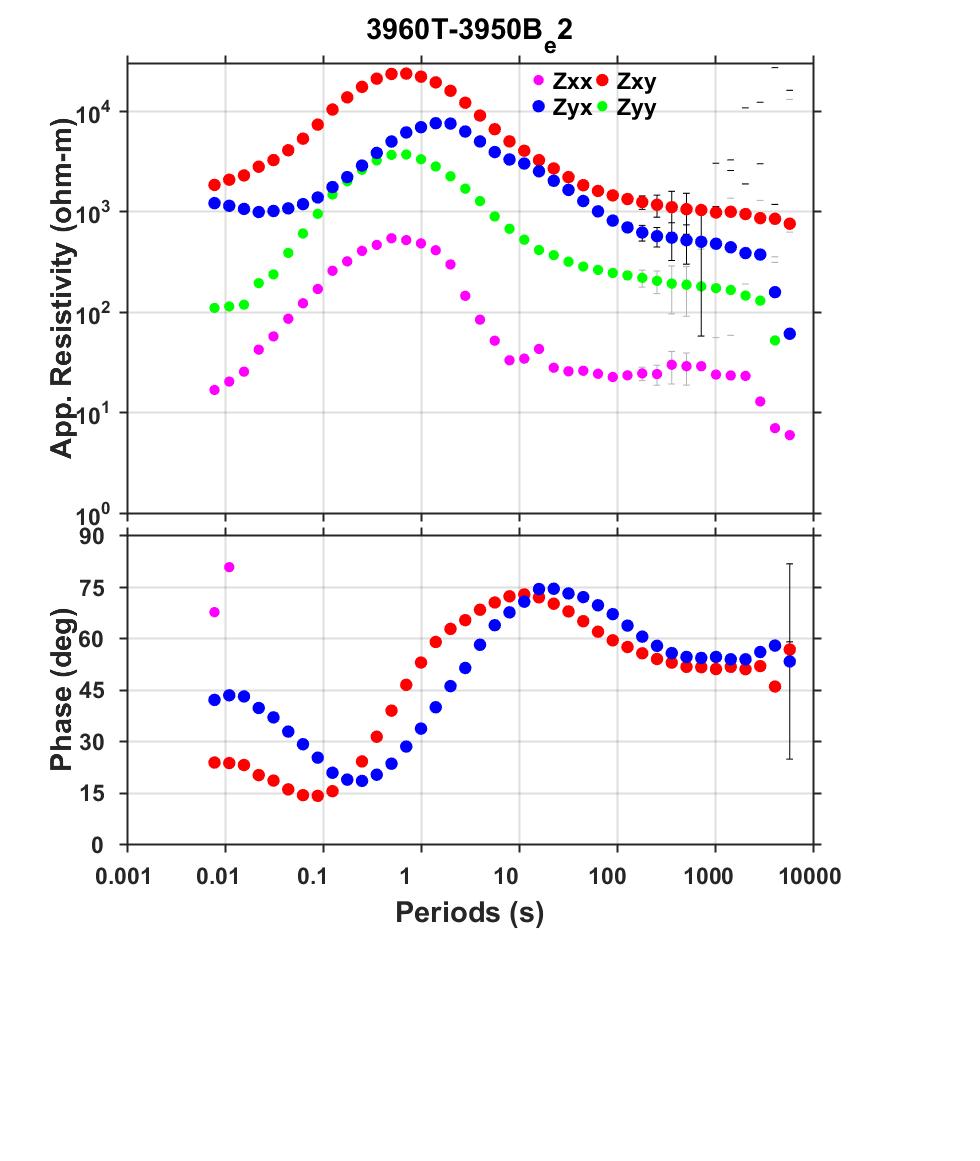 3960T-3950Be2
Zxx Zxy
Zyx Zyy
App. Resistivity (ohm-m)
10^4
10^3
10^2
10^1
10^0
Phase (deg)
90
75
60
45
30
15
0
0.001 0.01 0.1 1 10 100 1000 10000
Periods (s)